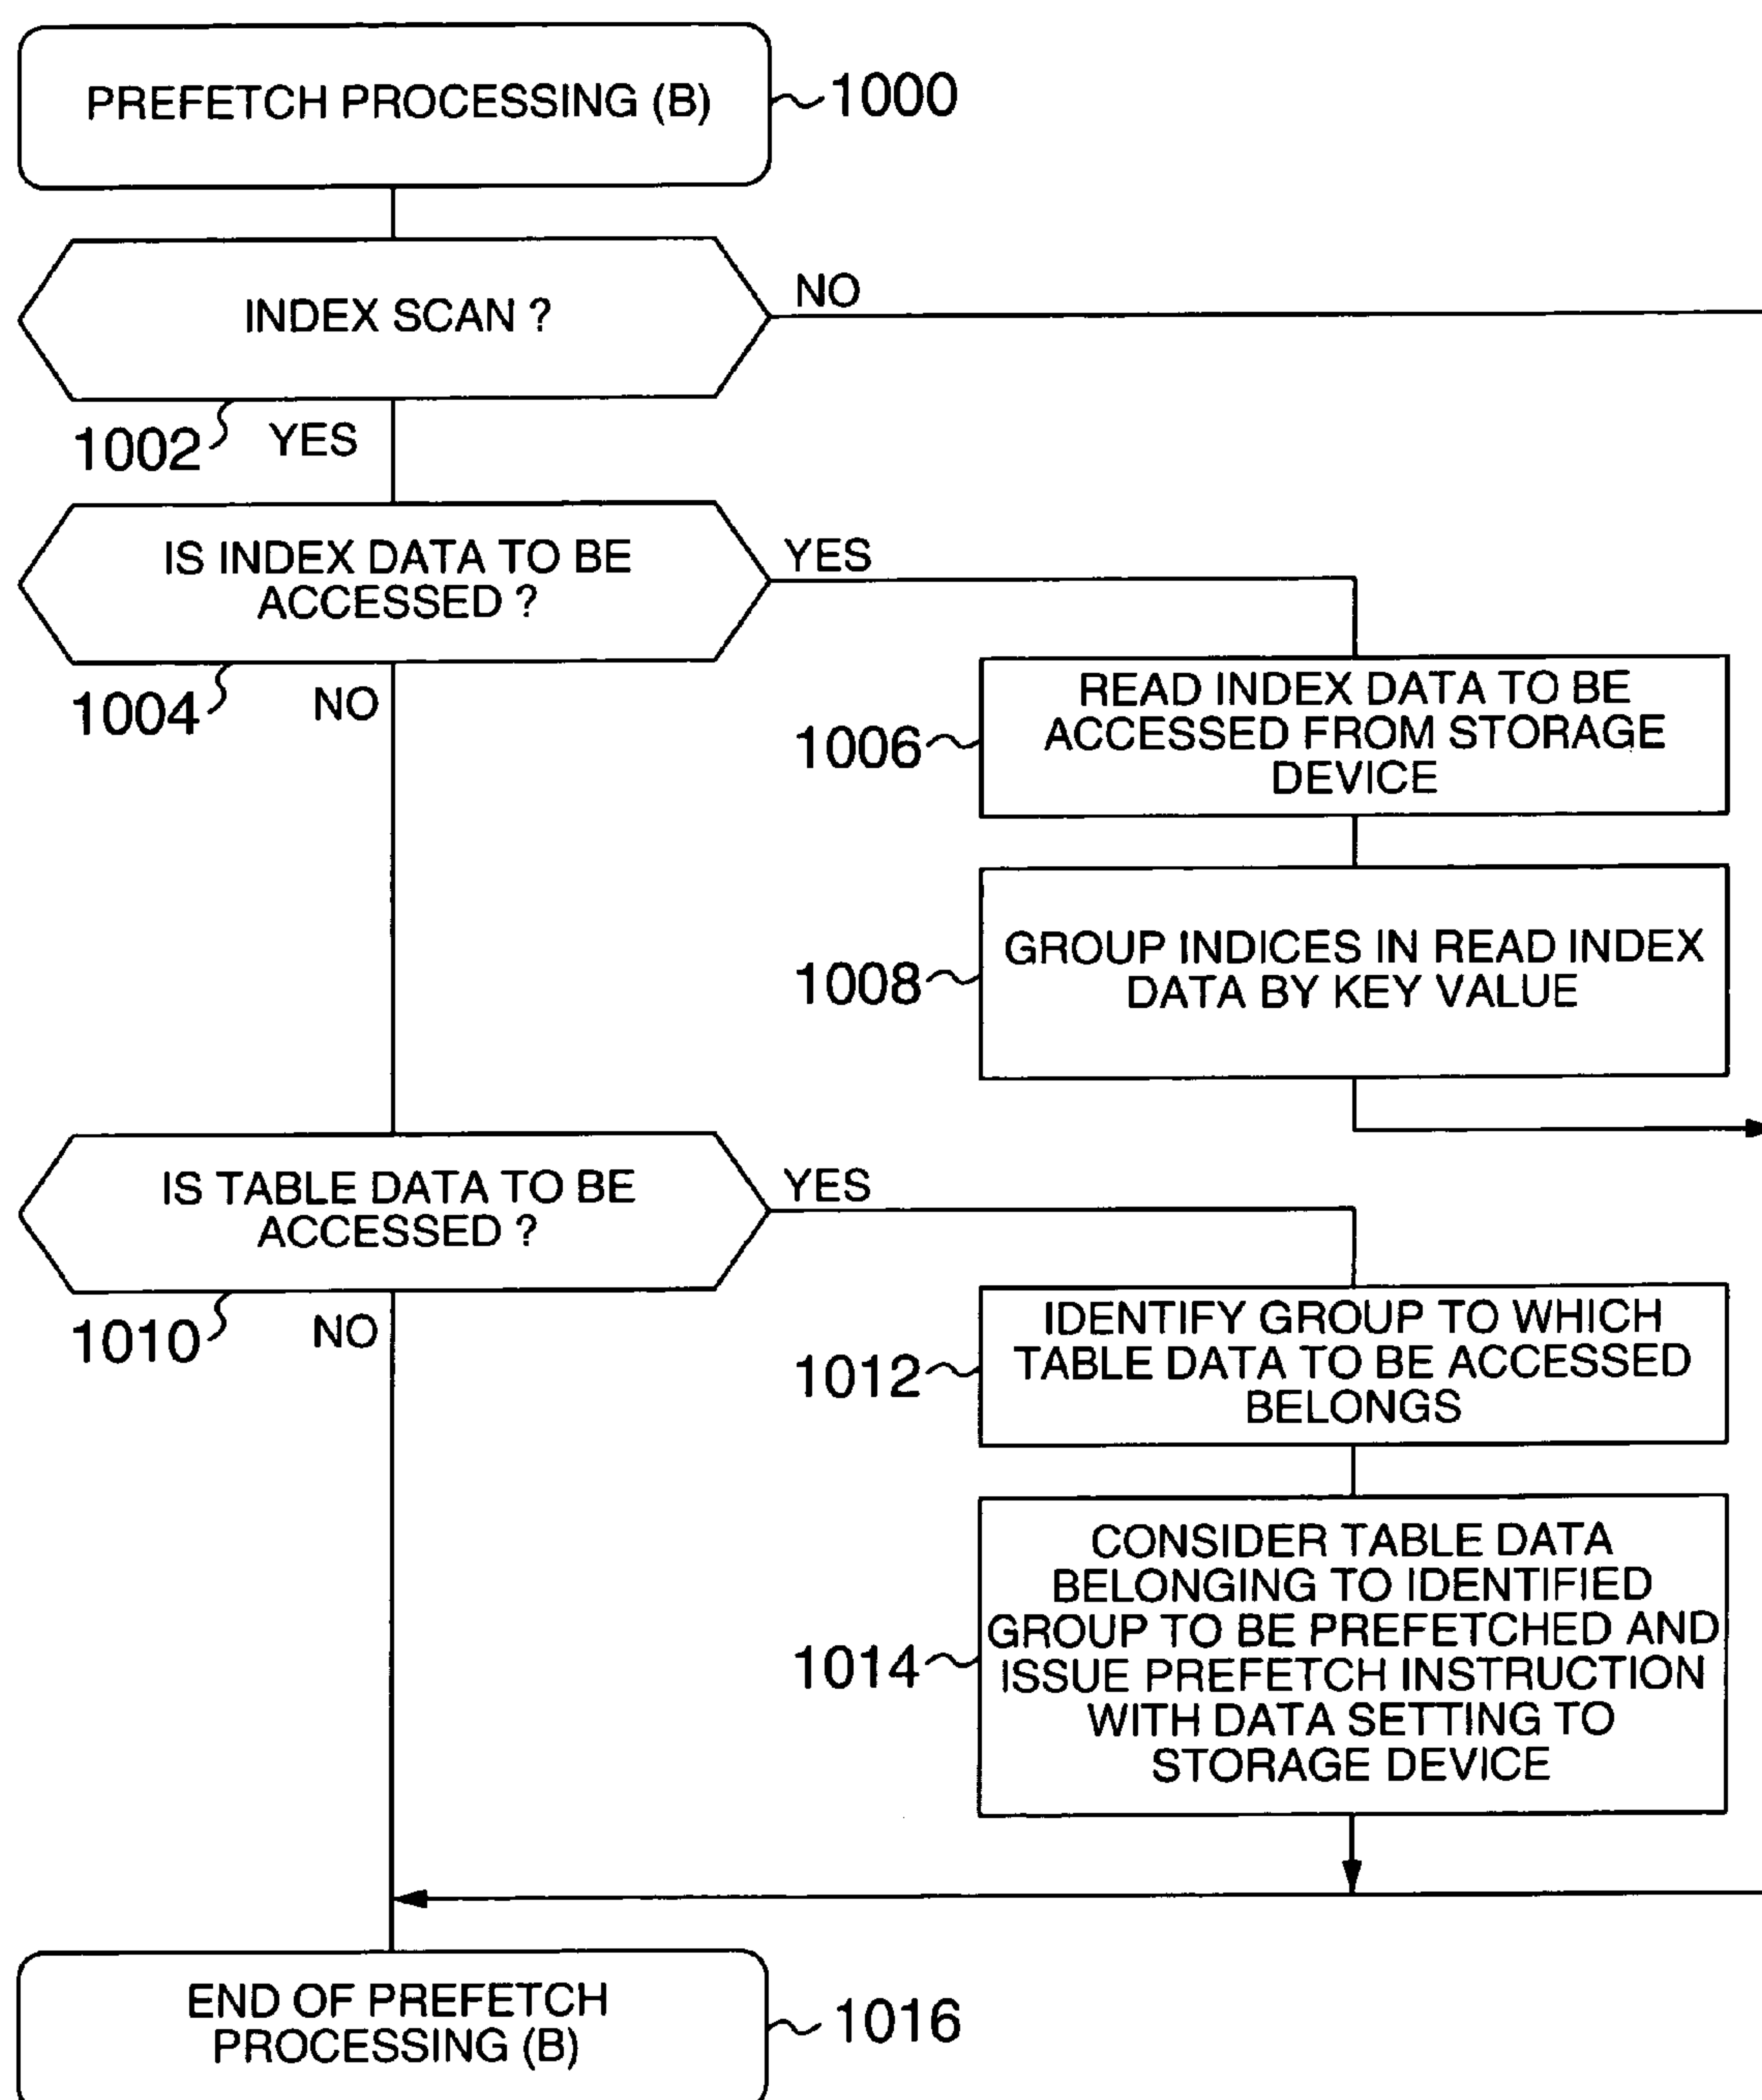 PREFETCH PROCESSING (B)
1000
INDEX SCAN ?
NO
1002
YES
IS INDEX DATA TO BE
ACCESSED ?
YES
1004
NO
READ INDEX DATA TO BE
ACCESSED FROM STORAGE
DEVICE
1006
GROUP INDICES IN READ INDEX
DATA BY KEY VALUE
1008
IS TABLE DATA TO BE
ACCESSED ?
YES
1010
NO
IDENTIFY GROUP TO WHICH
TABLE DATA TO BE ACCESSED
BELONGS
1012
CONSIDER TABLE DATA
BELONGING TO IDENTIFIED
GROUP TO BE PREFETCHED AND
ISSUE PREFETCH INSTRUCTION
WITH DATA SETTING TO
STORAGE DEVICE
1014
END OF PREFETCH
PROCESSING (B)
1016